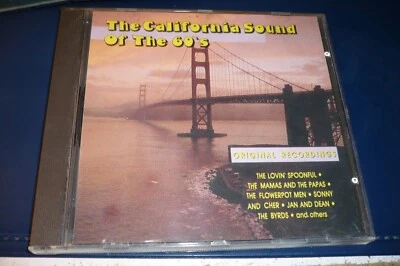 The California Sound
Of The 60's
ORIGINAL RECORDINGS
THE LOVIN' SPOONFUL •
THE MAMAS AND THE PAPAS •
THE FLOWERPOT MEN • SONNY
AND CHER • JAN AND DEAN •
THE BYRDS • and others